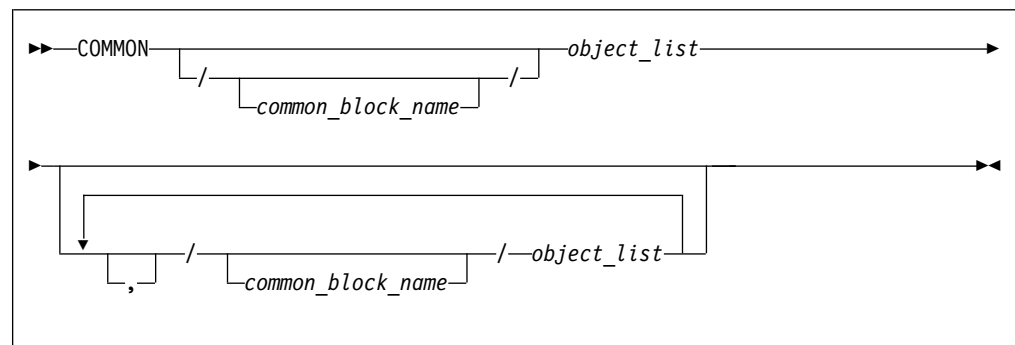 COMMON object_list
/ /
common_block_name
/ / object_list
, common_block_name